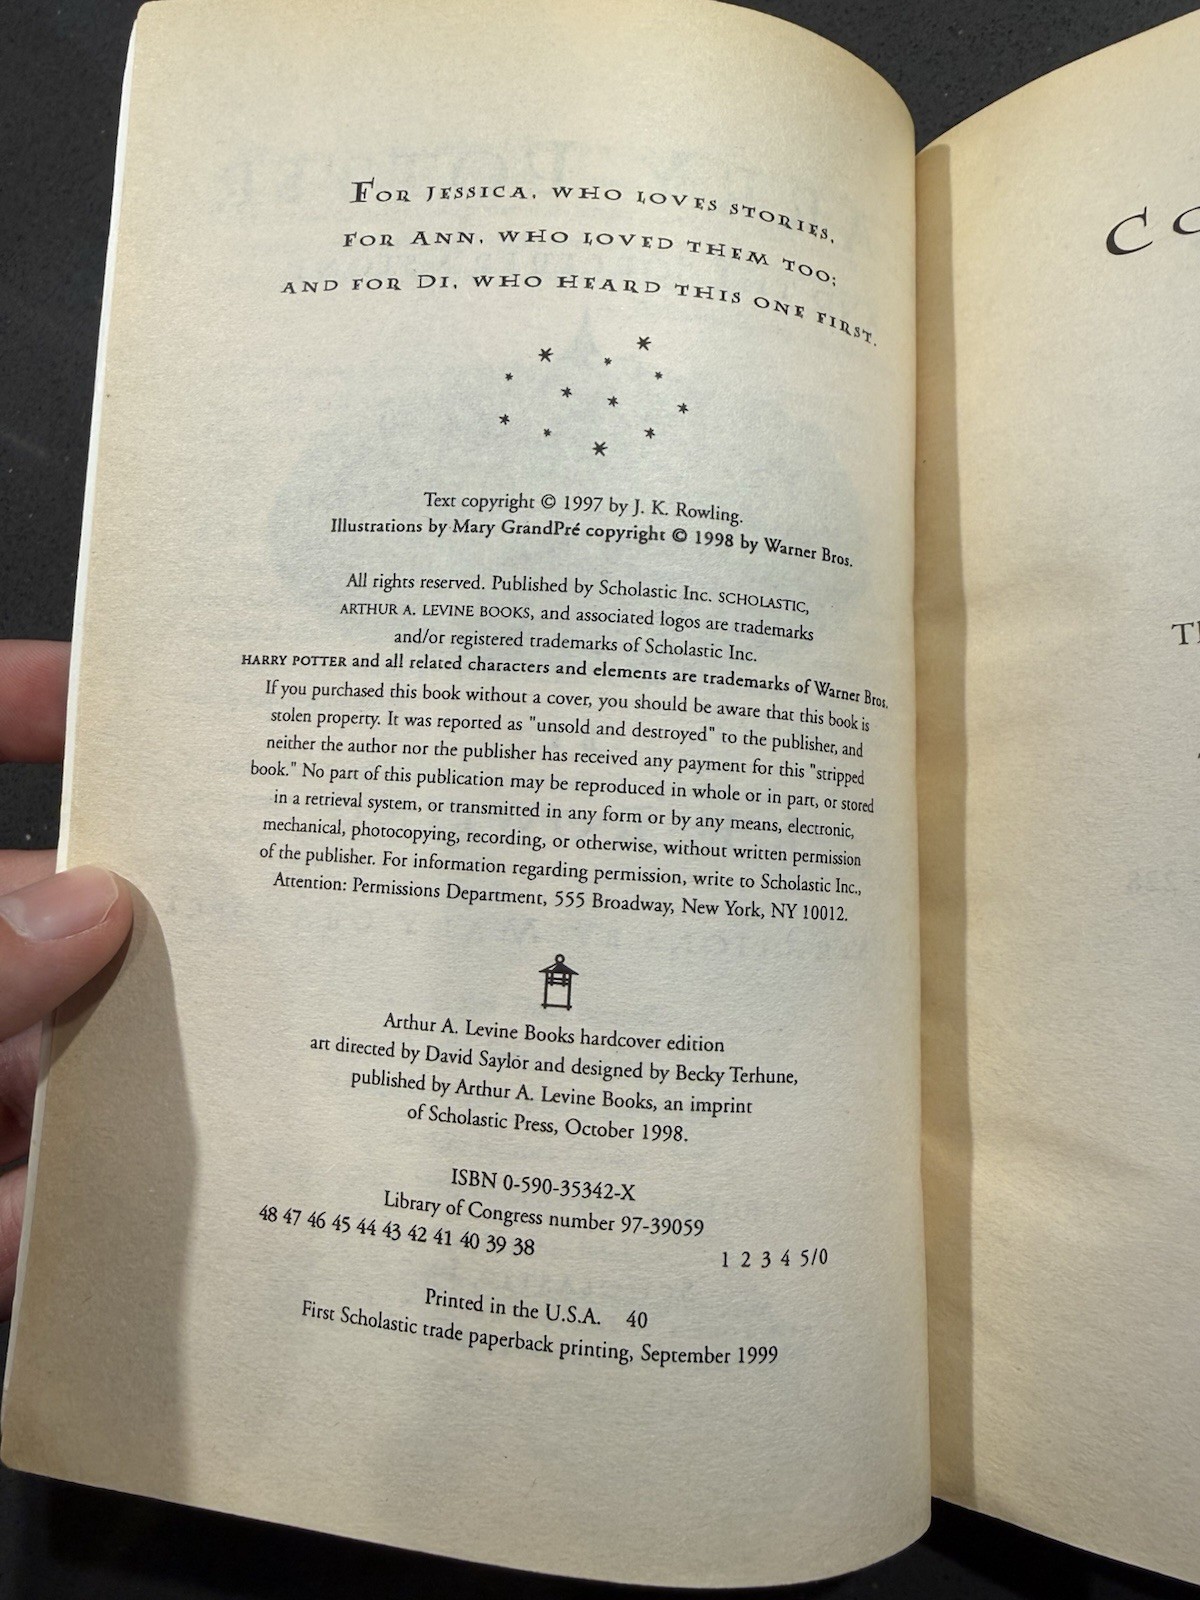 FOR JESSICA, WHO LOVES STORIES,
FOR ANN, WHO LOVED THEM TOO;
AND FOR DI, WHO HEARD THIS ONE FIRST.
Text copyright © 1997 by J. K. Rowling.
Illustrations by Mary GrandPré copyright © 1998 by Warner Bros.
All rights reserved. Published by Scholastic Inc. SCHOLASTIC,
ARTHUR A. LEVINE BOOKS, and associated logos are trademarks
and/or registered trademarks of Scholastic Inc.
HARRY POTTER and all related characters and elements are trademarks of Warner Bros.
If you purchased this book without a cover, you should be aware that this book is
stolen property. It was reported as "unsold and destroyed" to the publisher, and
neither the author nor the publisher has received any payment for this "stripped
book." No part of this publication may be reproduced in whole or in part, or stored
in a retrieval system, or transmitted in any form or by any means, electronic,
mechanical, photocopying, recording, or otherwise, without written permission
of the publisher. For information regarding permission, write to Scholastic Inc.,
Attention: Permissions Department, 555 Broadway, New York, NY 10012.
Arthur A. Levine Books hardcover edition
art directed by David Saylor and designed by Becky Terhune,
published by Arthur A. Levine Books, an imprint
of Scholastic Press, October 1998.
ISBN 0-590-35342-X
Library of Congress number 97-39059
48 47 46 45 44 43 42 41 40 39 38 1 2 3 4 5/0
Printed in the U.S.A. 40
First Scholastic trade paperback printing, September 1999